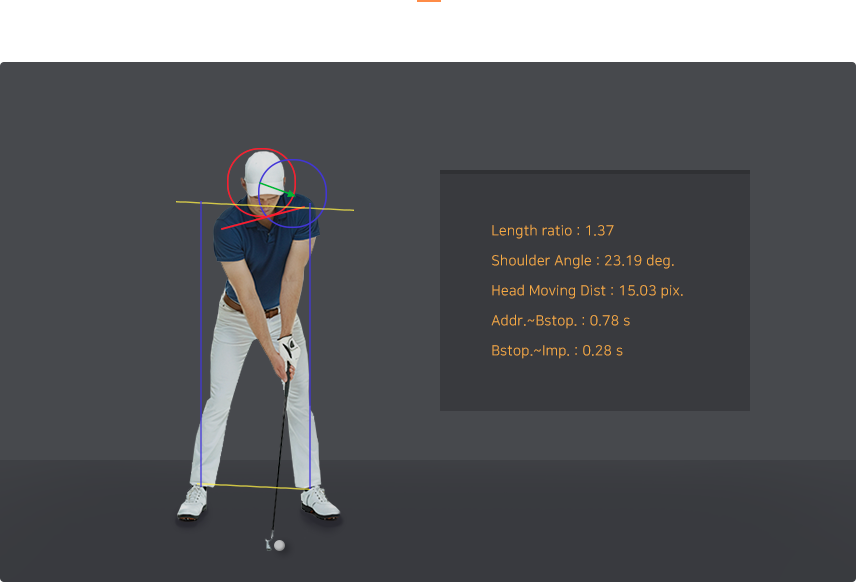 Length ratio : 1.37
Shoulder Angle : 23.19 deg.
Head Moving Dist : 15.03 pix.
Addr.~Bstop. : 0.78 s
Bstop.~Imp. : 0.28 s